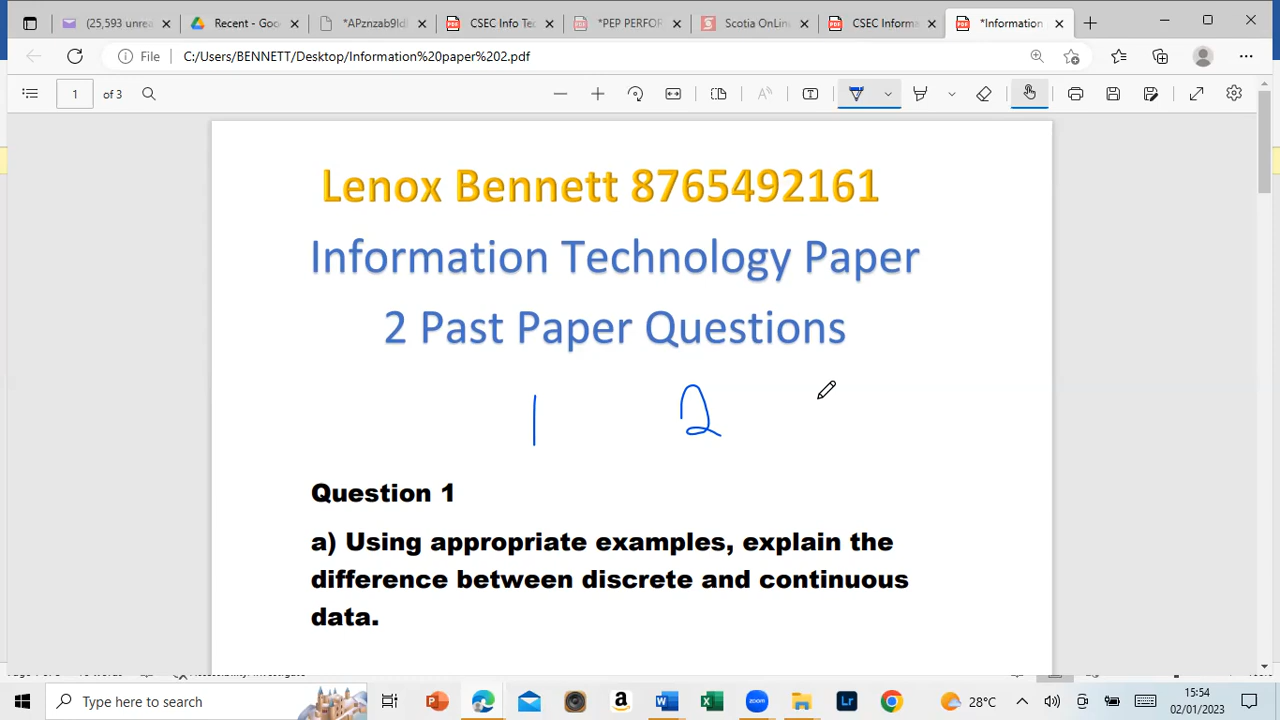 (25,593 unrea
Recent - Goo
*APznzab9IdI
CSEC Info Tec
*PEP PERFOR
Scotia OnLin
CSEC Informa
*Information
File C:/Users/BENNETT/Desktop/Information%20paper%202.pdf
1 of 3
Lenox Bennett 8765492161
Information Technology Paper
2 Past Paper Questions
1 2
Question 1
a) Using appropriate examples, explain the
difference between discrete and continuous
data.
Type here to search
28°C
15:54
02/01/2023